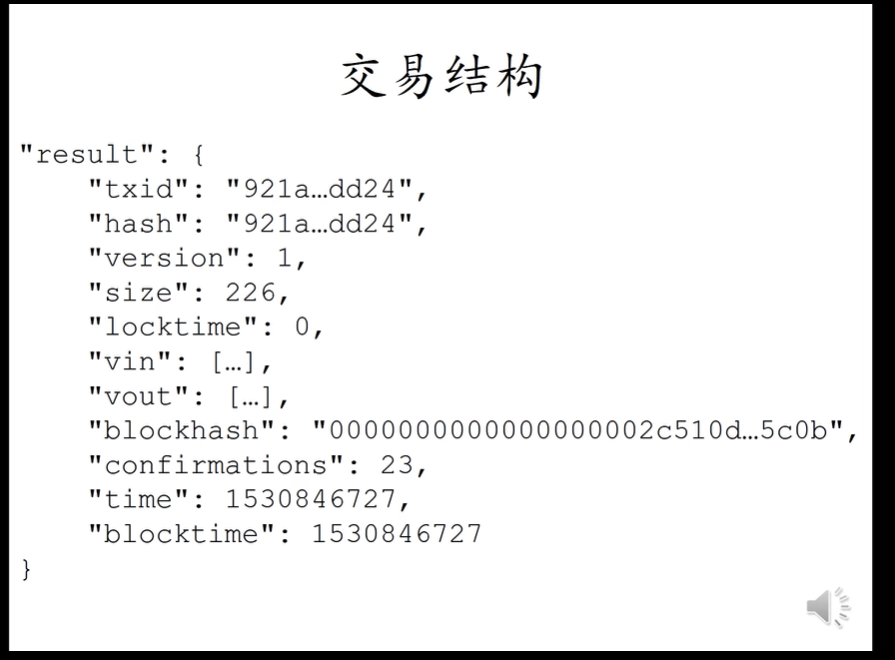 交易结构
"result": {
"txid": "921a…dd24",
"hash": "921a…dd24",
"version": 1,
"size": 226,
"locktime": 0,
"vin": […],
"vout": […],
"blockhash": "0000000000000000002c510d…5c0b",
"confirmations": 23,
"time": 1530846727,
"blocktime": 1530846727
}